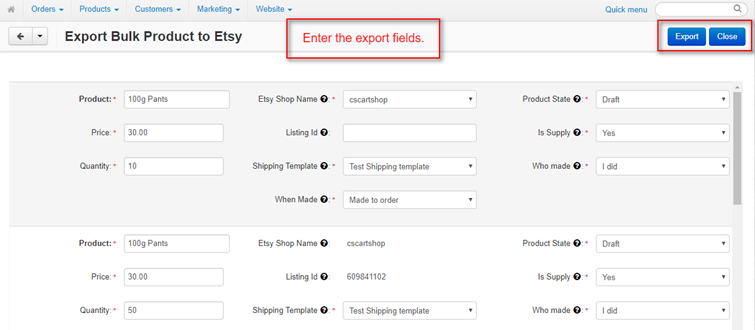 Orders Products Customers Marketing Website Quick menu
Export Bulk Product to Etsy Enter the export fields. Export Close
Product: * 100g Pants Etsy Shop Name ? : * cscartshop Product State ? : * Draft
Price: * 30.00 Listing Id ? : Is Supply ? : * Yes
Quantity: * 10 Shipping Template ? : * Test Shipping template Who made ? : * I did
When Made ? : * Made to order
Product: * 100g Pants Etsy Shop Name ? : cscartshop Product State ? : * Draft
Price: * 30.00 Listing Id ? : 609841102 Is Supply ? : * Yes
Quantity: * 50 Shipping Template ? : * Test Shipping template Who made ? : * I did